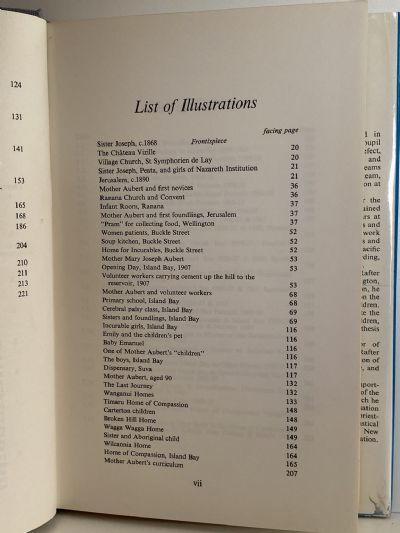 124
131
141
153
165
168
186
204
210
211
213
221
List of Illustrations
facing page
Sister Joseph, c.1868 Frontispiece
The Château Vizille 20
Village Church, St Symphorien de Lay 20
Sister Joseph, Peata, and girls of Nazareth Institution 21
Jerusalem, c.1890 21
Mother Aubert and first novices 36
Ranana Church and Convent 36
Infant Room, Ranana 37
Mother Aubert and first foundlings, Jerusalem 37
"Pram" for collecting food, Wellington 37
Women patients, Buckle Street 52
Soup kitchen, Buckle Street 52
Home for Incurables, Buckle Street 52
Mother Mary Joseph Aubert 53
Opening Day, Island Bay, 1907 53
Volunteer workers carrying cement up the hill to the
reservoir, 1907 53
Mother Aubert and volunteer workers 68
Primary school, Island Bay 68
Cerebral palsy class, Island Bay 69
Sisters and foundlings, Island Bay 69
Incurable girls, Island Bay 116
Emily and the children's pet 116
Baby Emanuel 116
One of Mother Aubert's "children" 116
The boys, Island Bay 117
Dispensary, Suva 117
Mother Aubert, aged 90 132
The Last Journey 132
Wanganui Homes 132
Timaru Home of Compassion 133
Carterton children 148
Broken Hill Home 148
Wagga Wagga Home 149
Sister and Aboriginal child 149
Wilcannia Home 164
Home of Compassion, Island Bay 164
Mother Aubert's curriculum 165
207
vii